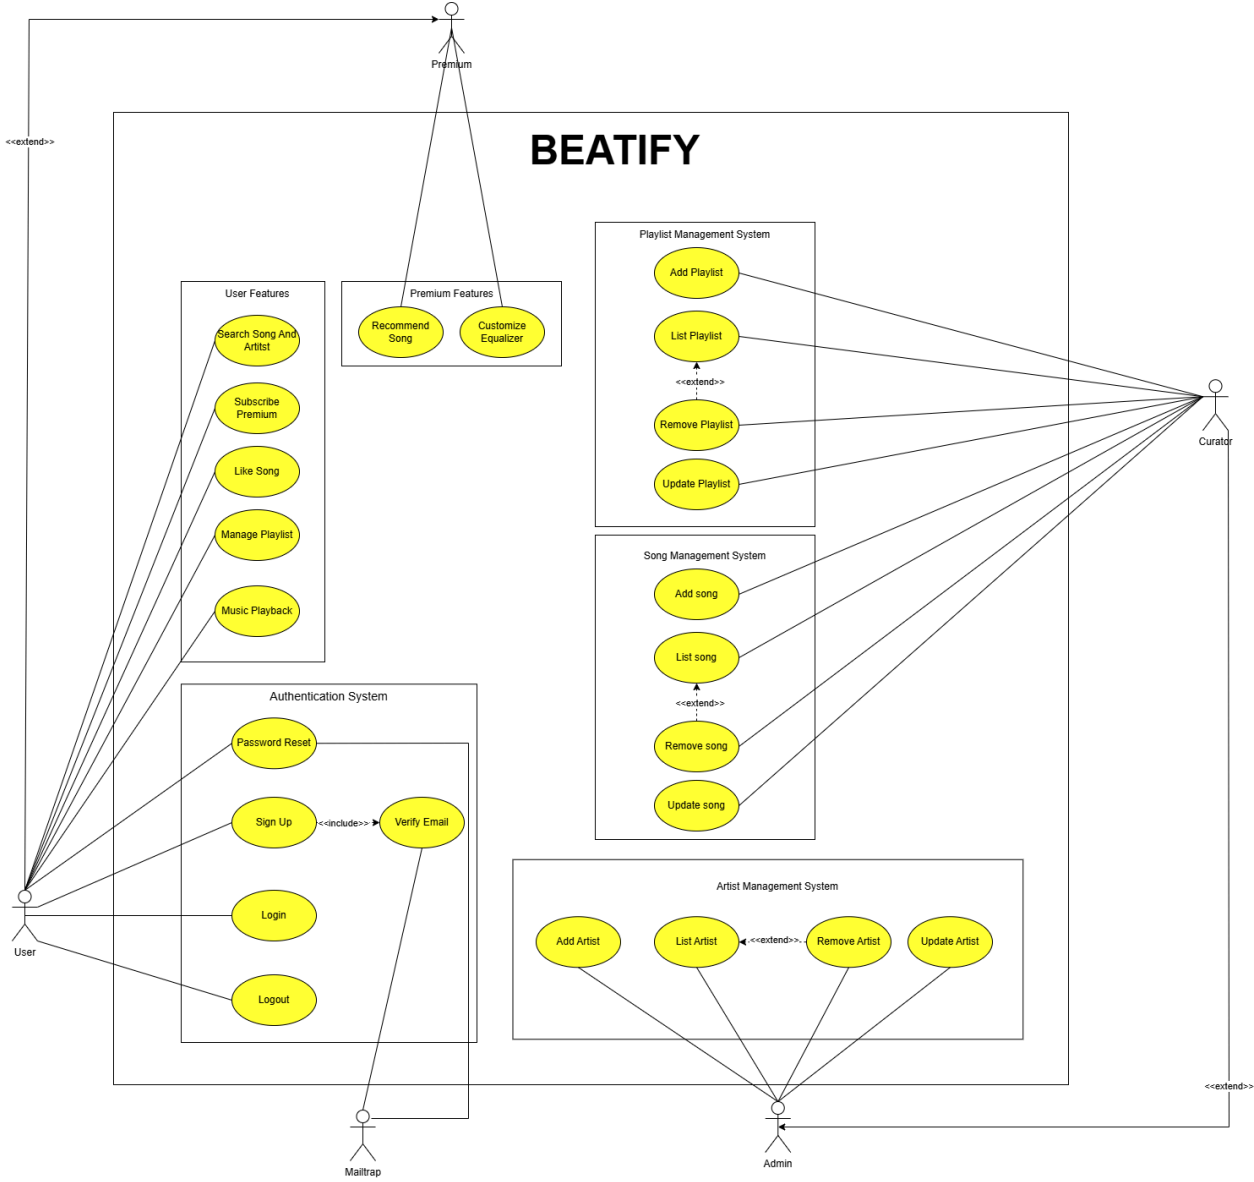 Premium
<<extend>>
BEATIFY
Playlist Management System
Add Playlist
List Playlist
<<extend>>
Remove Playlist
Update Playlist
User Features
Search Song And
Artitst
Subscribe
Premium
Like Song
Manage Playlist
Music Playback
Premium Features
Recommend
Song
Customize
Equalizer
Curator
Song Management System
Add song
List song
<<extend>>
Remove song
Update song
Authentication System
Password Reset
Sign Up
<<include>>
Verify Email
Login
Logout
User
Artist Management System
Add Artist
List Artist
<<extend>>
Remove Artist
Update Artist
<<extend>>
Mailtrap
Admin